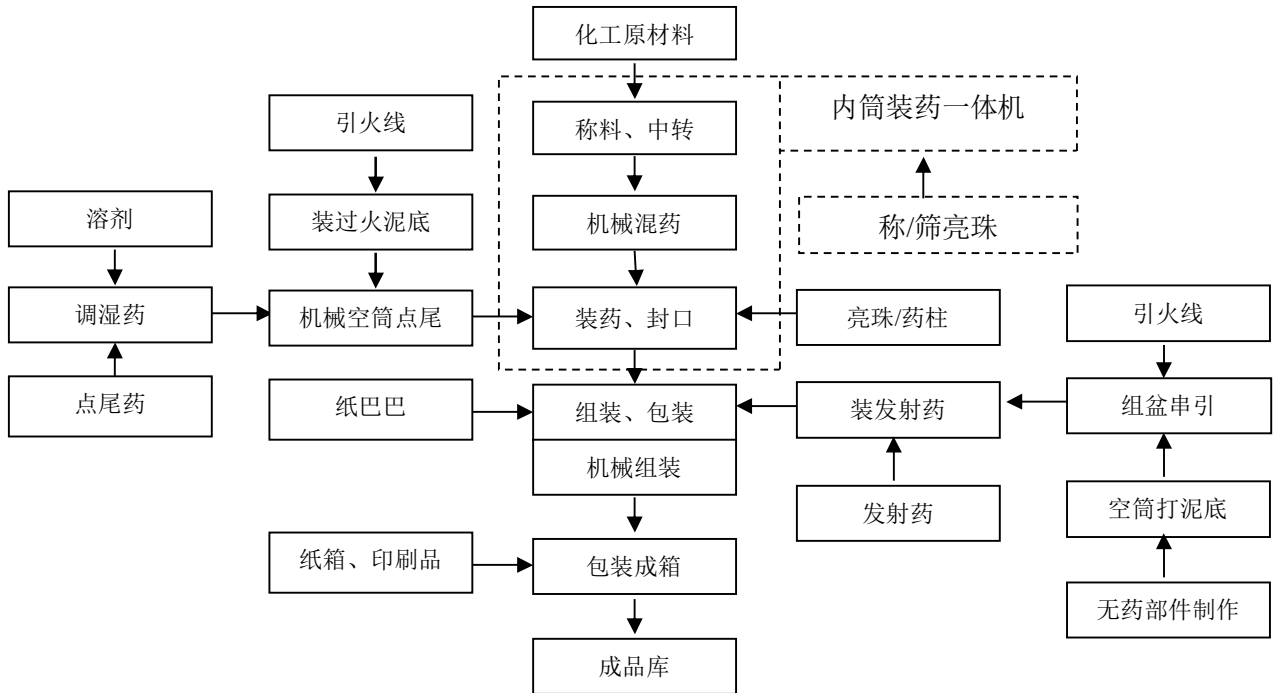 化工原材料
内筒装药一体机
引火线
称料、中转
溶剂
装过火泥底
机械混药
称/筛亮珠
调湿药
机械空筒点尾
装药、封口
亮珠/药柱
引火线
点尾药
纸巴巴
组装、包装
装发射药
组盆串引
机械组装
发射药
空筒打泥底
纸箱、印刷品
包装成箱
无药部件制作
成品库